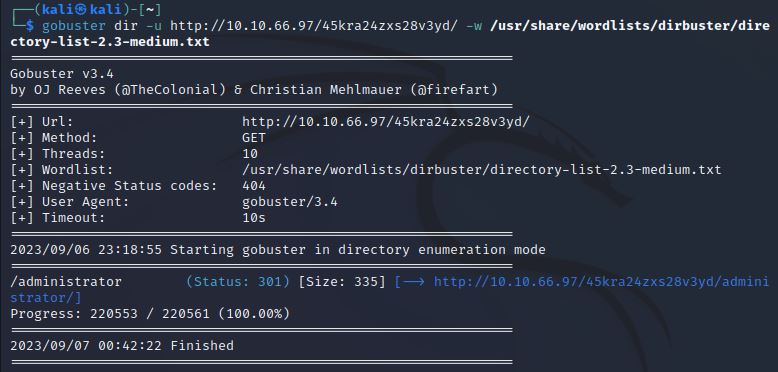 ┌──(kali㉿kali)-[~]
└─$ gobuster dir -u http://10.10.66.97/45kra24zxs28v3yd/ -w /usr/share/wordlists/dirbuster/dire
ctory-list-2.3-medium.txt
===============================================================
Gobuster v3.4
by OJ Reeves (@TheColonial) & Christian Mehlmauer (@firefart)
===============================================================
[+] Url:                     http://10.10.66.97/45kra24zxs28v3yd/
[+] Method:                  GET
[+] Threads:                 10
[+] Wordlist:                /usr/share/wordlists/dirbuster/directory-list-2.3-medium.txt
[+] Negative Status codes:   404
[+] User Agent:              gobuster/3.4
[+] Timeout:                 10s
===============================================================
2023/09/06 23:18:55 Starting gobuster in directory enumeration mode
===============================================================
/administrator        (Status: 301) [Size: 335] [--> http://10.10.66.97/45kra24zxs28v3yd/admini
strator/]
Progress: 220553 / 220561 (100.00%)
===============================================================
2023/09/07 00:42:22 Finished
===============================================================